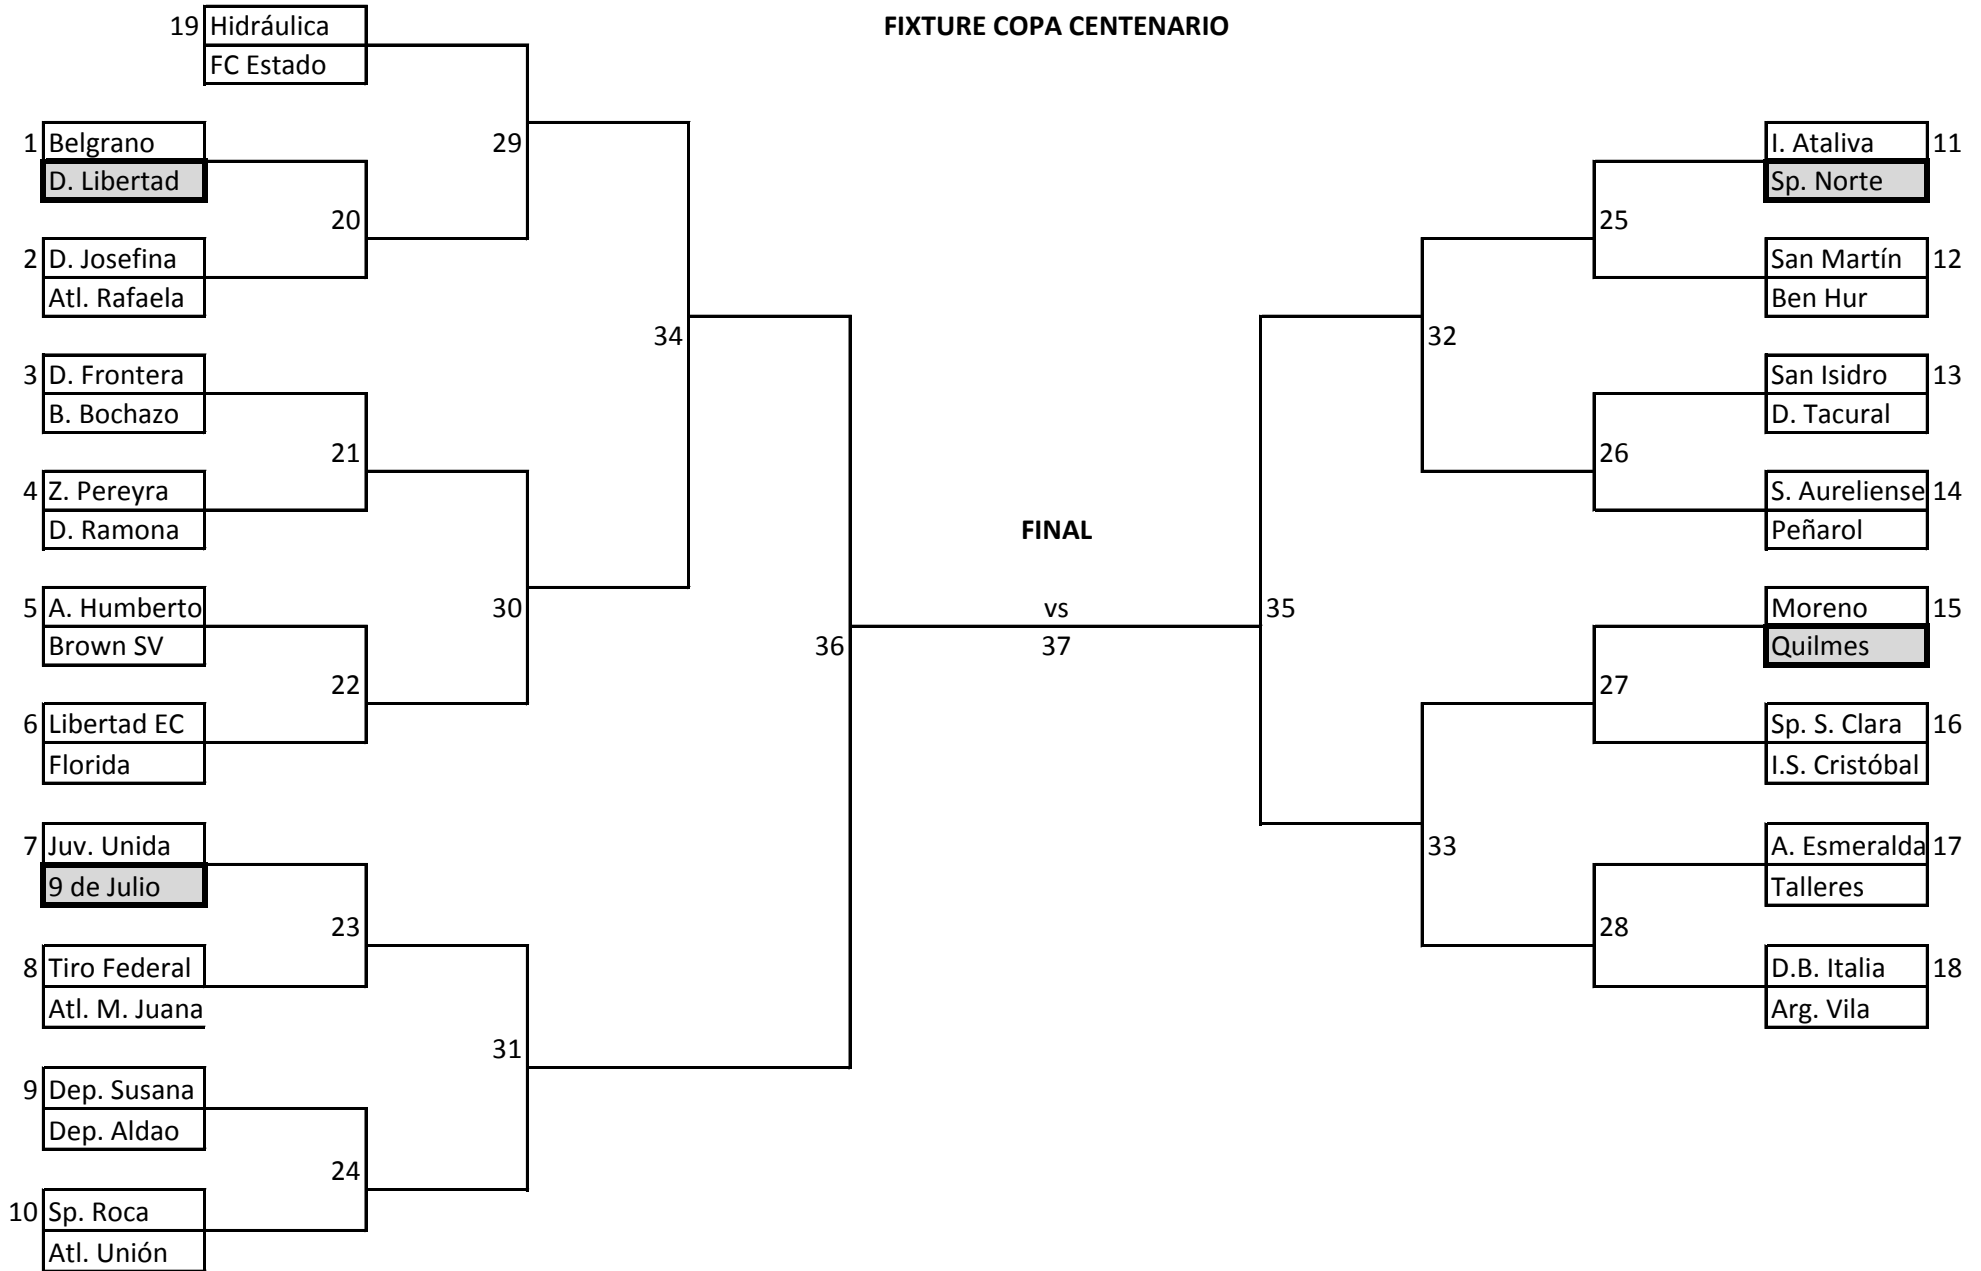 FIXTURE COPA CENTENARIO
19 Hidráulica
FC Estado
1 Belgrano
D. Libertad
2 D. Josefina
Atl. Rafaela
3 D. Frontera
B. Bochazo
4 Z. Pereyra
D. Ramona
5 A. Humberto
Brown SV
6 Libertad EC
Florida
7 Juv. Unida
9 de Julio
8 Tiro Federal
Atl. M. Juana
9 Dep. Susana
Dep. Aldao
10 Sp. Roca
Atl. Unión
20
21
22
23
24
29
30
31
34
36
FINAL
vs
37
35
32
33
25
26
27
28
I. Ataliva 11
Sp. Norte
San Martín 12
Ben Hur
San Isidro 13
D. Tacural
S. Aureliense 14
Peñarol
Moreno 15
Quilmes
Sp. S. Clara 16
I.S. Cristóbal
A. Esmeralda 17
Talleres
D.B. Italia 18
Arg. Vila